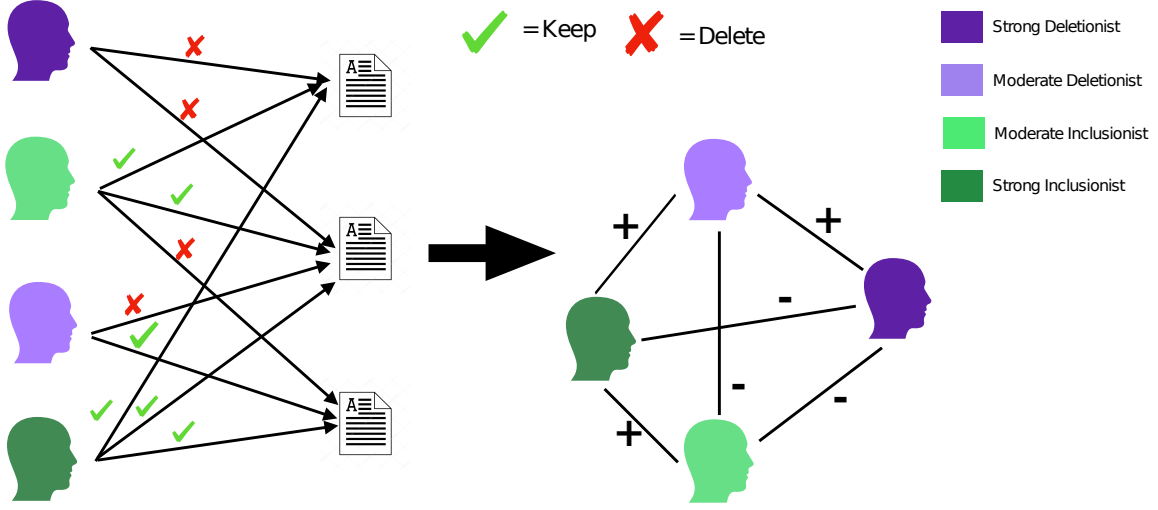 = Keep
= Delete
Strong Deletionist
Moderate Deletionist
Moderate Inclusionist
Strong Inclusionist
A
A
A
+
+
-
-
-
+